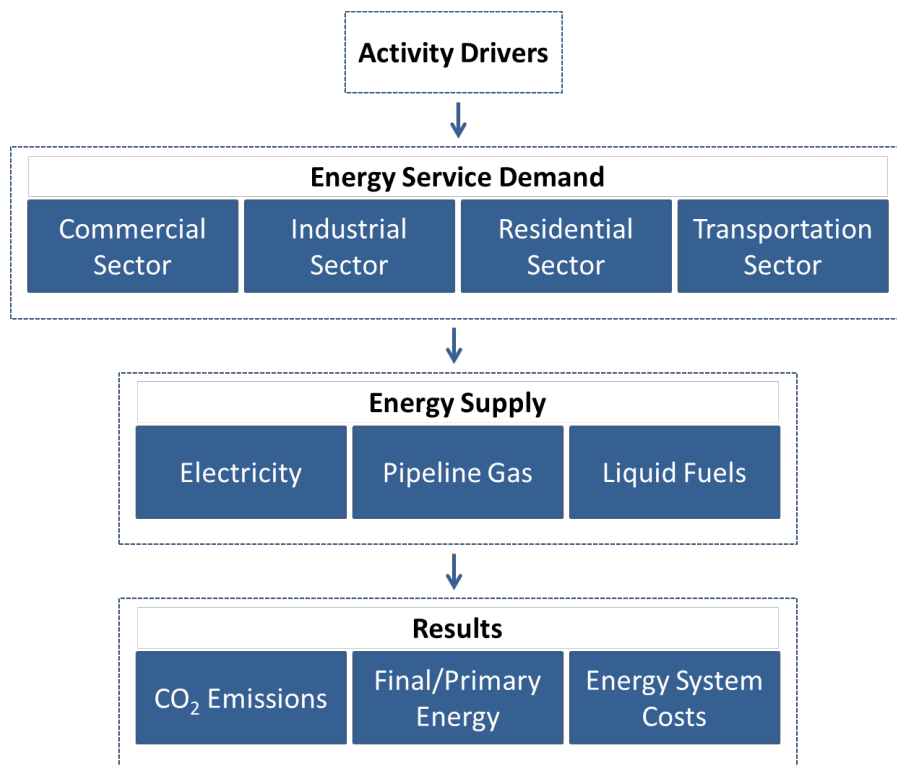 Activity Drivers
Energy Service Demand
Commercial
Sector
Industrial
Sector
Residential
Sector
Transportation
Sector
Energy Supply
Electricity
Pipeline Gas
Liquid Fuels
Results
CO₂ Emissions
Final/Primary
Energy
Energy System
Costs